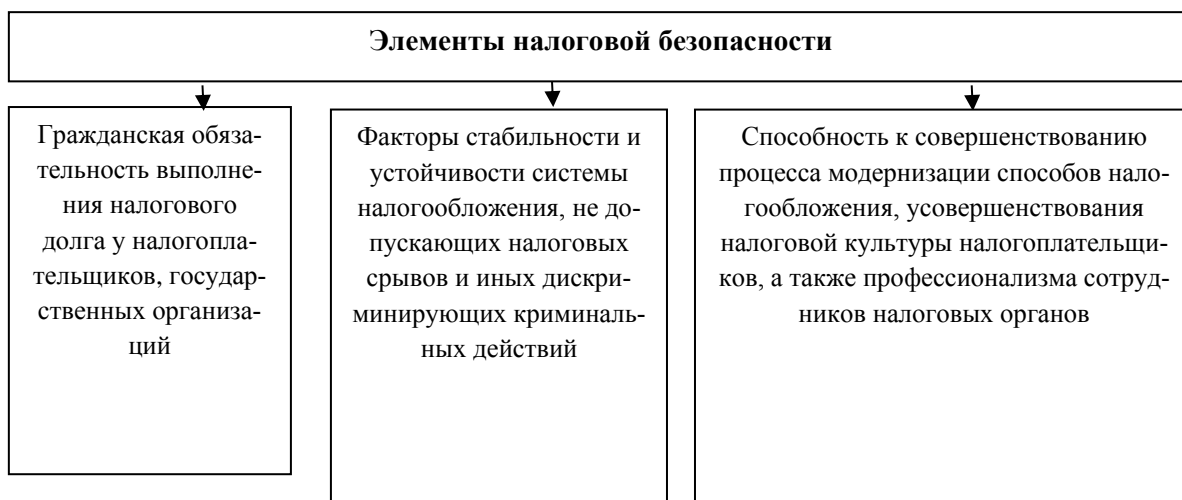 Элементы налоговой безопасности
Гражданская обяза-
тельность выполне-
ния налогового
долга у налогопла-
тельщиков, государ-
ственных организа-
ций
Факторы стабильности и
устойчивости системы
налогообложения, не до-
пускающих налоговых
срывов и иных дискри-
минирующих криминаль-
ных действий
Способность к совершенствованию
процесса модернизации способов нало-
гообложения, усовершенствования
налоговой культуры налогоплательщи-
ков, а также профессионализма сотруд-
ников налоговых органов